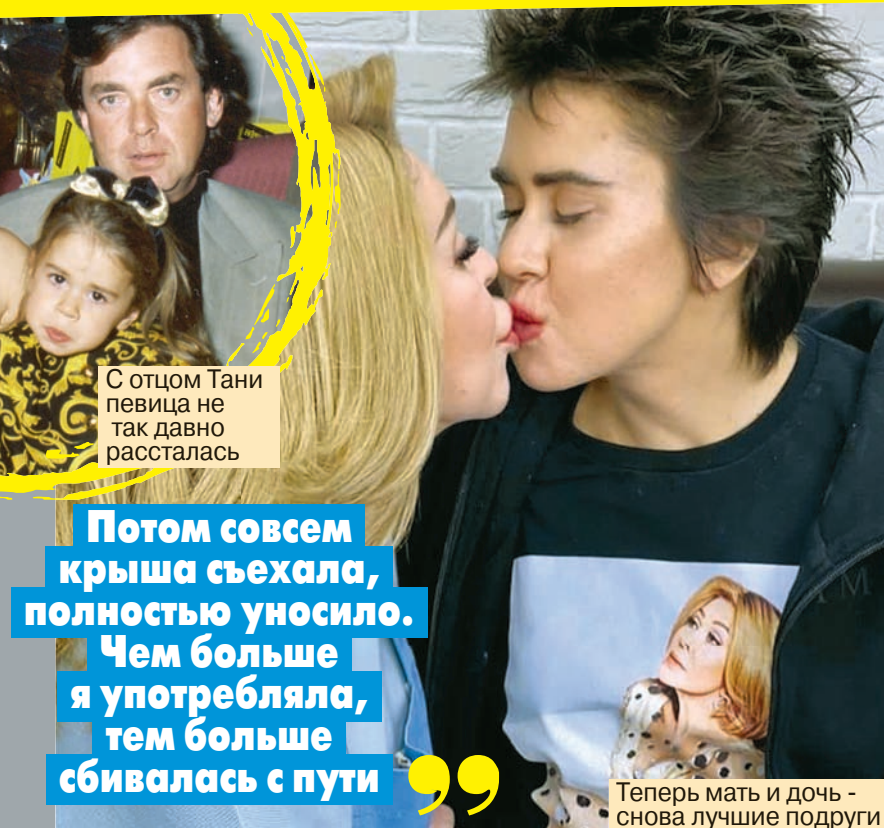 С отцом Тани
певица не
так давно
рассталась
Потом совсем
крыша съехала,
полностью уносило.
Чем больше
я употребляла,
тем больше
сбивалась с пути
”
Теперь мать и дочь -
снова лучшие подруги